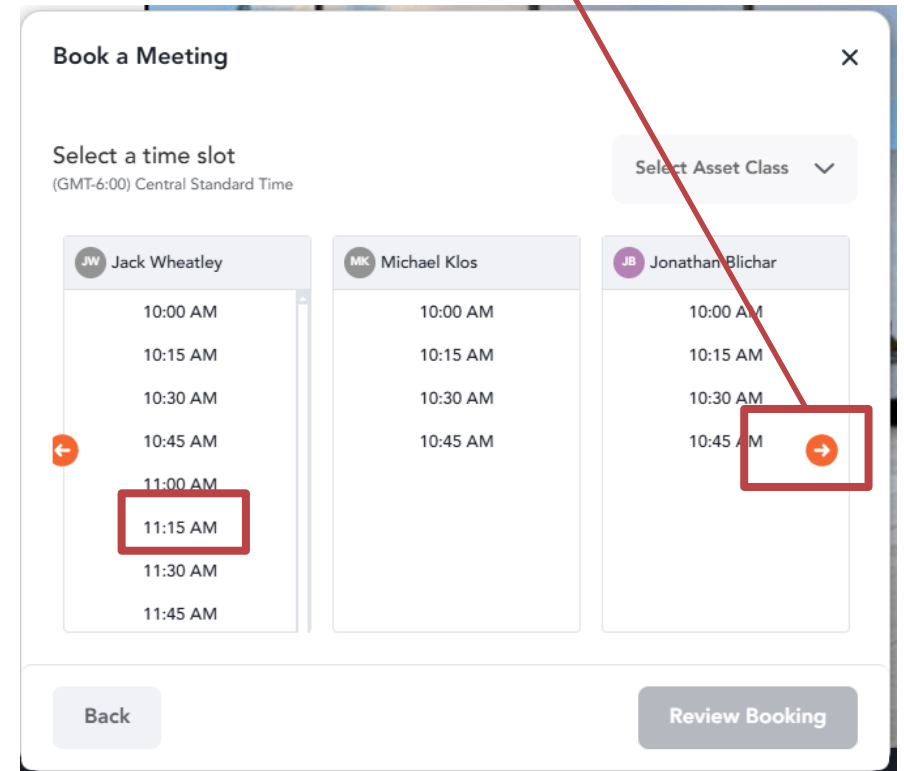 Book a Meeting
Select a time slot
(GMT-6:00) Central Standard Time
Select Asset Class
JW Jack Wheatley
10:00 AM
10:15 AM
10:30 AM
10:45 AM
11:00 AM
11:15 AM
11:30 AM
11:45 AM
MK Michael Klos
10:00 AM
10:15 AM
10:30 AM
10:45 AM
JB Jonathan Blichar
10:00 AM
10:15 AM
10:30 AM
10:45 AM
Back
Review Booking